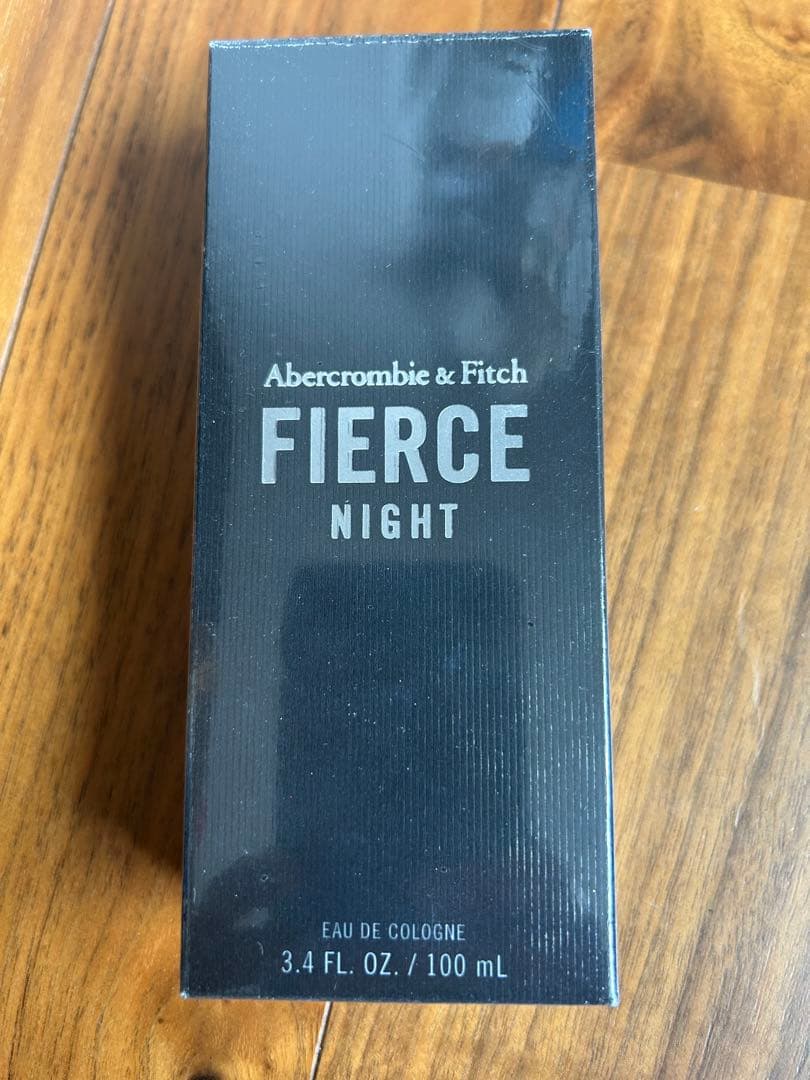 Abercrombie & Fitch
FIERCE
NIGHT
EAU DE COLOGNE
3.4 FL. OZ. / 100 mL